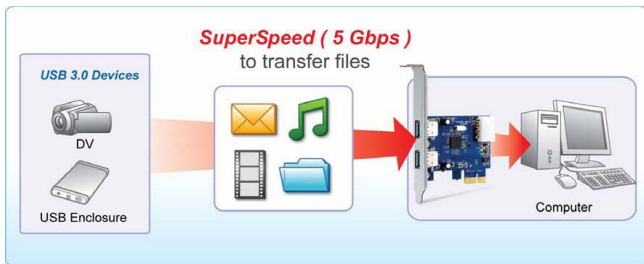 SuperSpeed ( 5 Gbps )
to transfer files
USB 3.0 Devices
DV
USB Enclosure
Computer